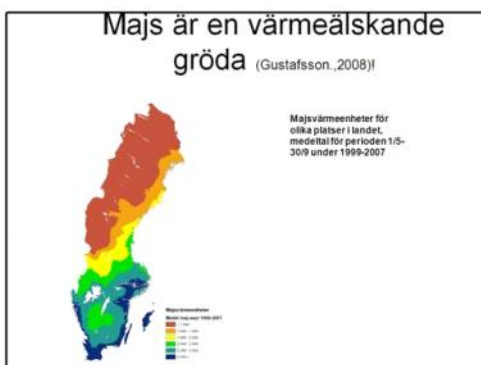 Majs är en värmeälskande
gröda (Gustafsson.,2008)!
Majsvärmeenheter för
olika platser i landet,
medeltal för perioden 1/5-
30/9 under 1999-2007
Majsvärmeenheter